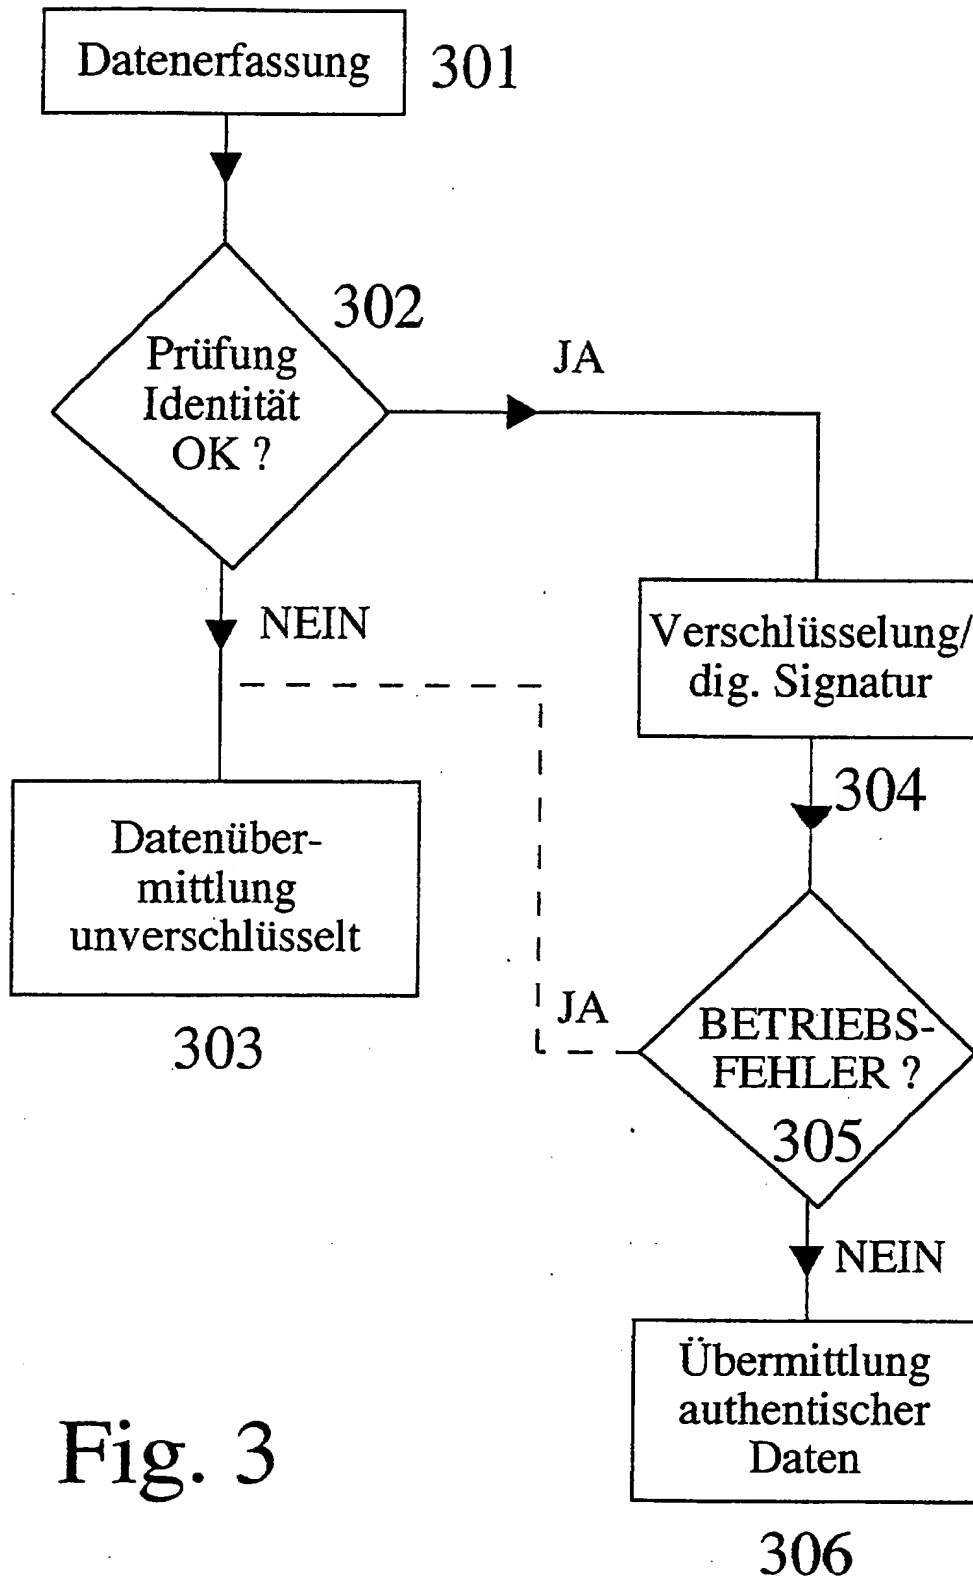 Datenerfassung
301
302
Prüfung
Identität
OK ?
JA
NEIN
Verschlüsselung/
dig. Signatur
304
Datenüber-
mittlung
unverschlüsselt
303
JA
BETRIEBS-
FEHLER ?
305
NEIN
Übermittlung
authentischer
Daten
306
Fig. 3